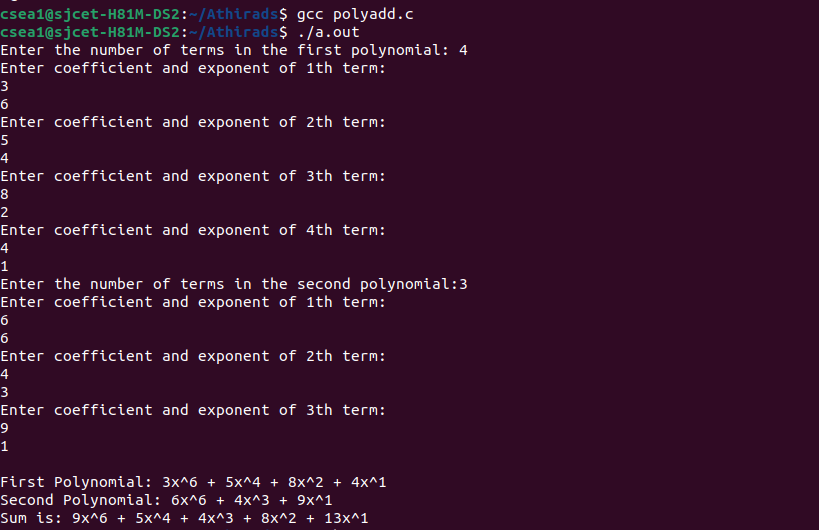 csea1@sjcet-H81M-DS2:~/Athirads$ gcc polyadd.c
csea1@sjcet-H81M-DS2:~/Athirads$ ./a.out
Enter the number of terms in the first polynomial: 4
Enter coefficient and exponent of 1th term:
3
6
Enter coefficient and exponent of 2th term:
5
4
Enter coefficient and exponent of 3th term:
8
2
Enter coefficient and exponent of 4th term:
4
1
Enter the number of terms in the second polynomial:3
Enter coefficient and exponent of 1th term:
6
6
Enter coefficient and exponent of 2th term:
4
3
Enter coefficient and exponent of 3th term:
9
1
First Polynomial: 3x^6 + 5x^4 + 8x^2 + 4x^1
Second Polynomial: 6x^6 + 4x^3 + 9x^1
Sum is: 9x^6 + 5x^4 + 4x^3 + 8x^2 + 13x^1